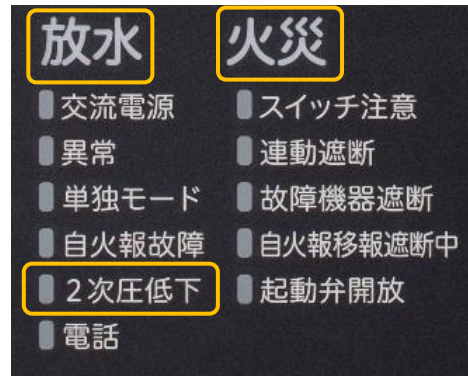 放水 火災
交流電源 スイッチ注意
異常 連動遮断
単独モード 故障機器遮断
自火報故障 自火報移報遮断中
2次圧低下 起動弁開放
電話